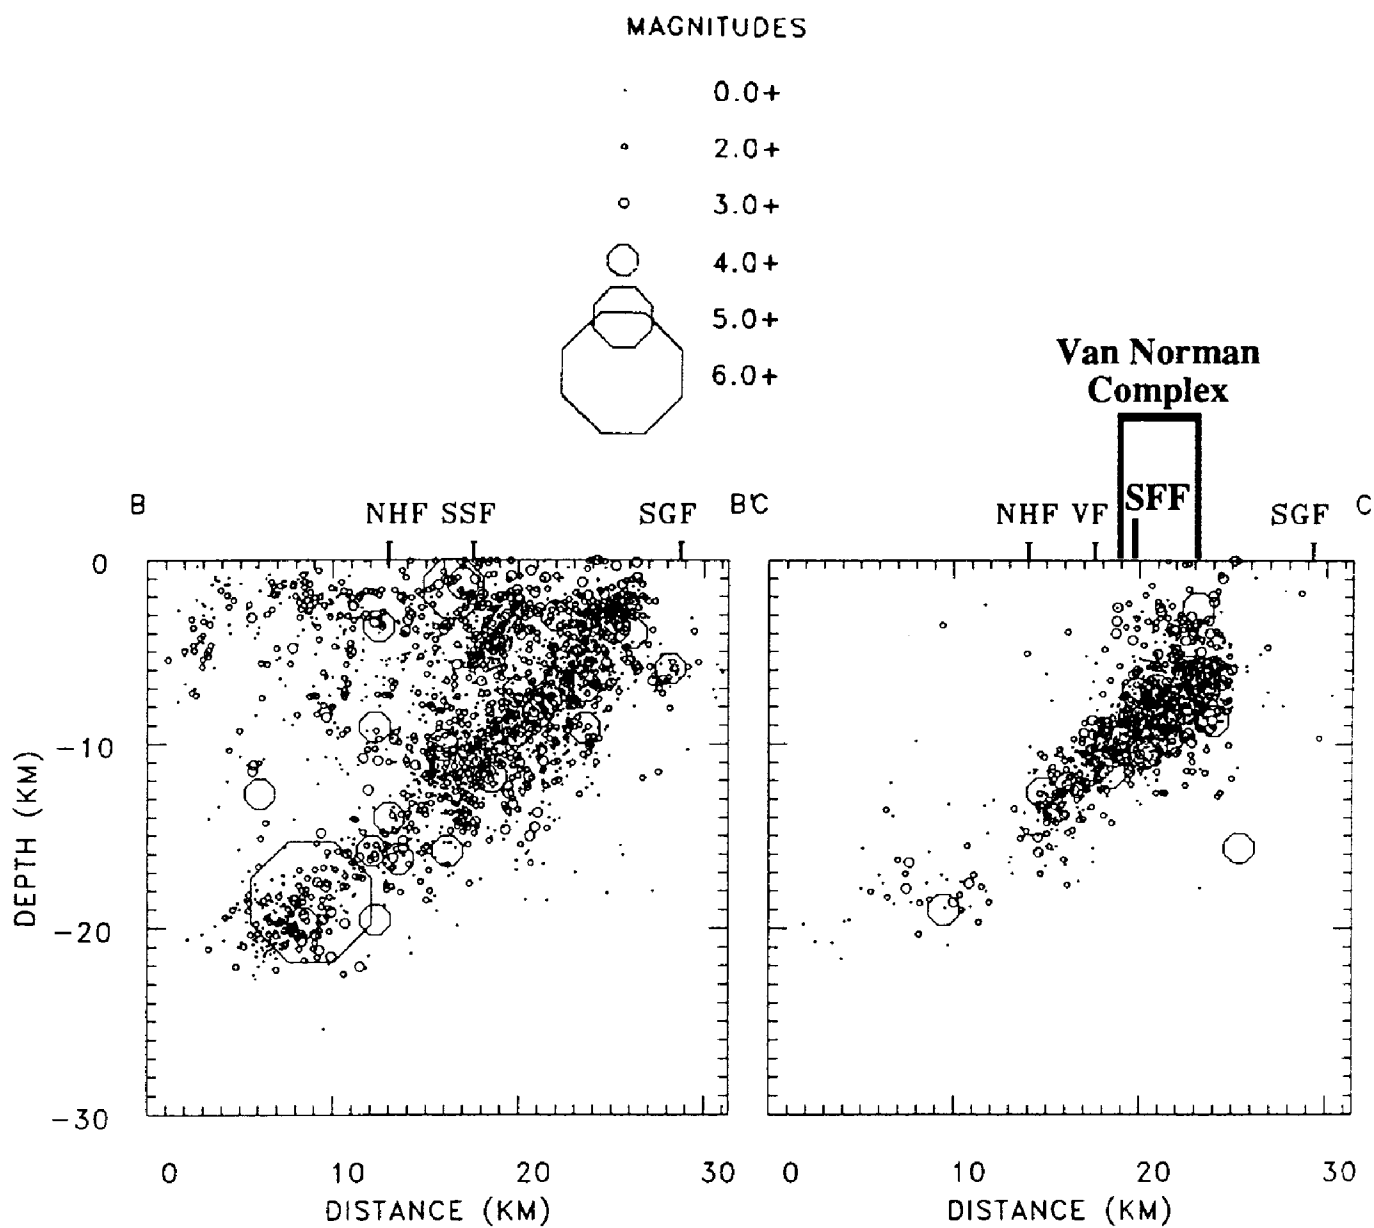 MAGNITUDES
0.0+
2.0+
3.0+
4.0+
5.0+
6.0+
Van Norman
Complex
B NHF SSF SGF B'
C NHF VF SFF SGF C
0
-10
-20
-30
DEPTH (KM)
0 10 20 30
DISTANCE (KM)
0 10 20 30
DISTANCE (KM)